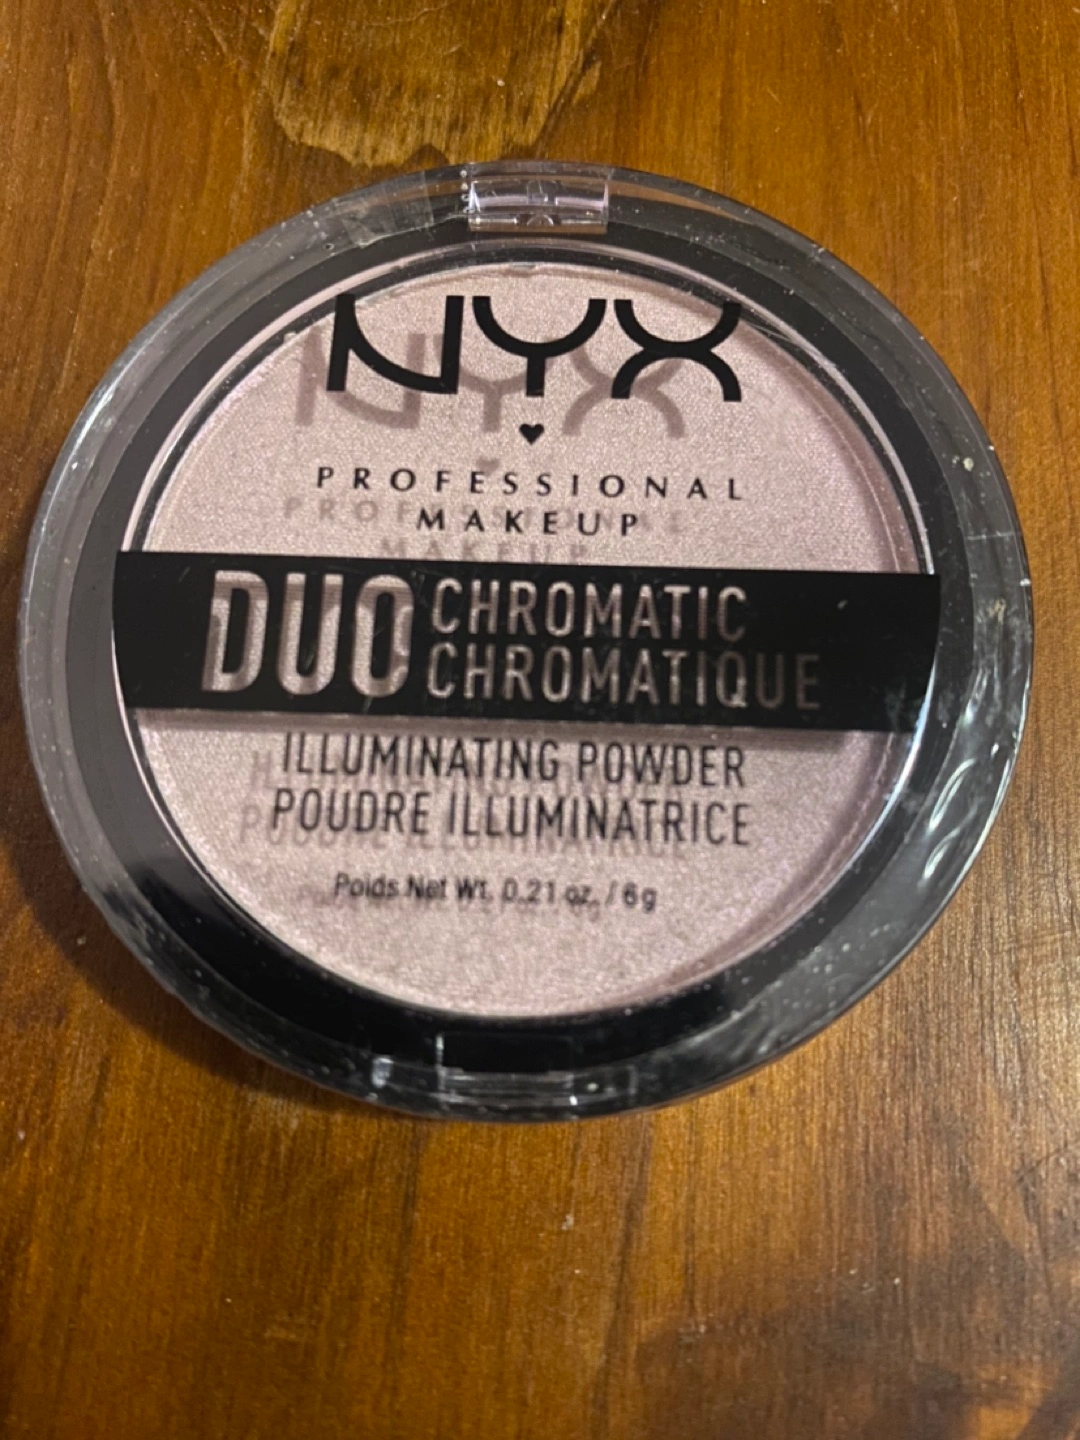 NYX
PROFESSIONAL
MAKEUP
DUO CHROMATIC
CHROMATIQUE
ILLUMINATING POWDER
POUDRE ILLUMINATRICE
Poids Net Wt. 0.21 oz. / 6g